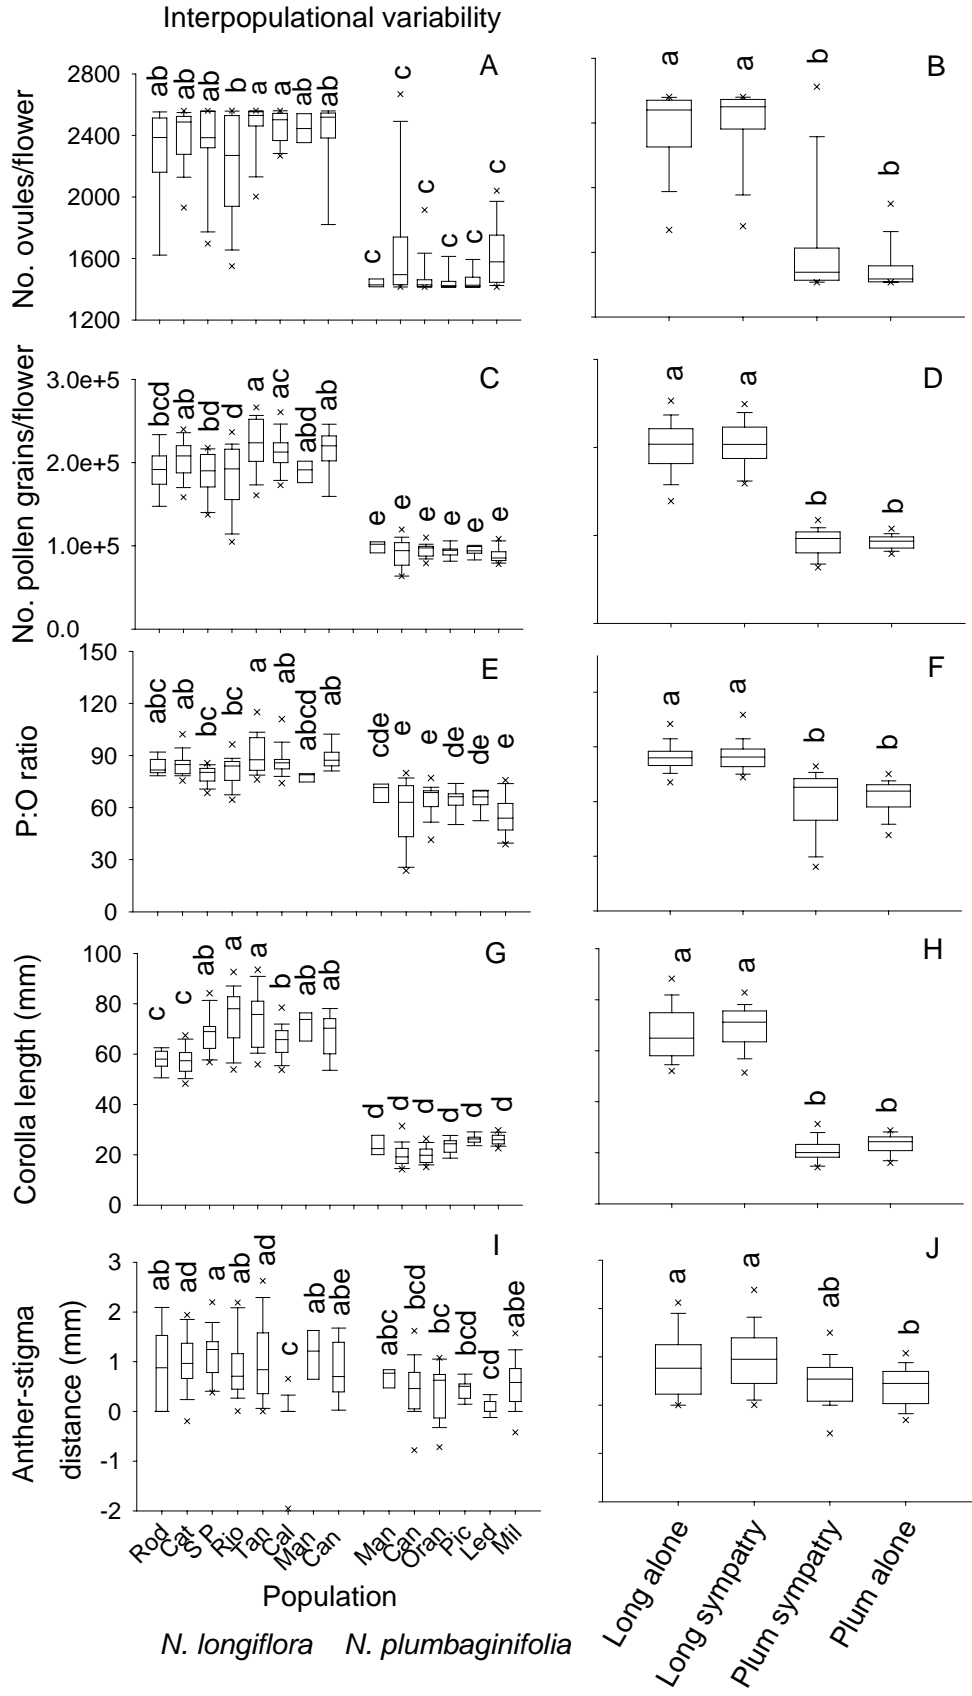 Interpopulational variability
No. ovules/flower
2800
2400
2000
1600
1200
ab ab ab b a a ab ab c c c c c c
A
a a b b
B
No. pollen grains/flower
3.0e+5
2.0e+5
1.0e+5
0.0
bcd ab bd d a ac abd ab e e e e e e
C
a a b b
D
P:O ratio
150
120
90
60
30
0
abc ab bc bc a ab abcd ab cde e e de de e
E
a a b b
F
Corolla length (mm)
100
80
60
40
20
0
c c ab a a b ab ab d d d d d d
G
a a b b
H
Anther-stigma
distance (mm)
3
2
1
0
-1
-2
ab ad a ab ad c ab abe abc bcd bc bcd cd abe
I
a a ab b
J
Rod Cat S P Rio Tan Cal Man Can Man Can Oran Pic Led Mil
Population
N. longiflora N. plumbaginifolia
Long alone
Long sympatry
Plum sympatry
Plum alone